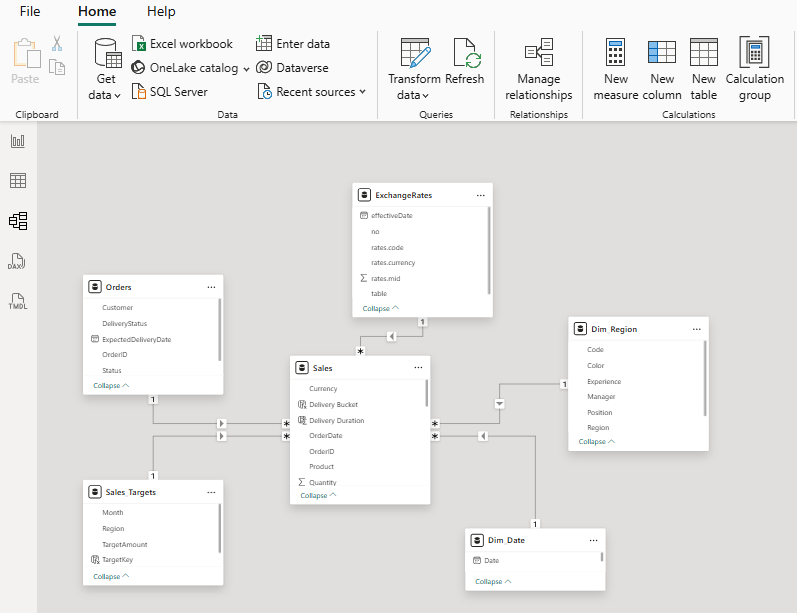 File Home Help
Paste
Get data
Excel workbook
OneLake catalog
SQL Server
Enter data
Dataverse
Recent sources
Transform data
Refresh
Manage relationships
New measure
New column
New table
Calculation group
Clipboard
Data
Queries
Relationships
Calculations
DAX
TMDL
ExchangeRates
effectiveDate
no
rates.code
rates.currency
rates.mid
table
Collapse
1
*
Orders
Customer
DeliveryStatus
ExpectedDeliveryDate
OrderID
Status
Collapse
1
*
Sales
Currency
Delivery Bucket
Delivery Duration
OrderDate
OrderID
Product
Quantity
Collapse
Dim_Region
Code
Color
Experience
Manager
Position
Region
Collapse
1
*
Sales_Targets
Month
Region
TargetAmount
TargetKey
Collapse
1
*
Dim_Date
Date
Collapse
1
*